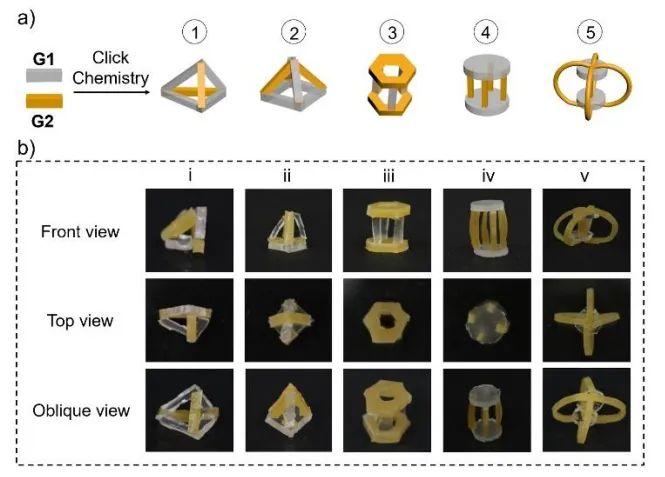 a)
1 2 3 4 5
G1
G2
Click
Chemistry
b)
i ii iii iv v
Front view
Top view
Oblique view